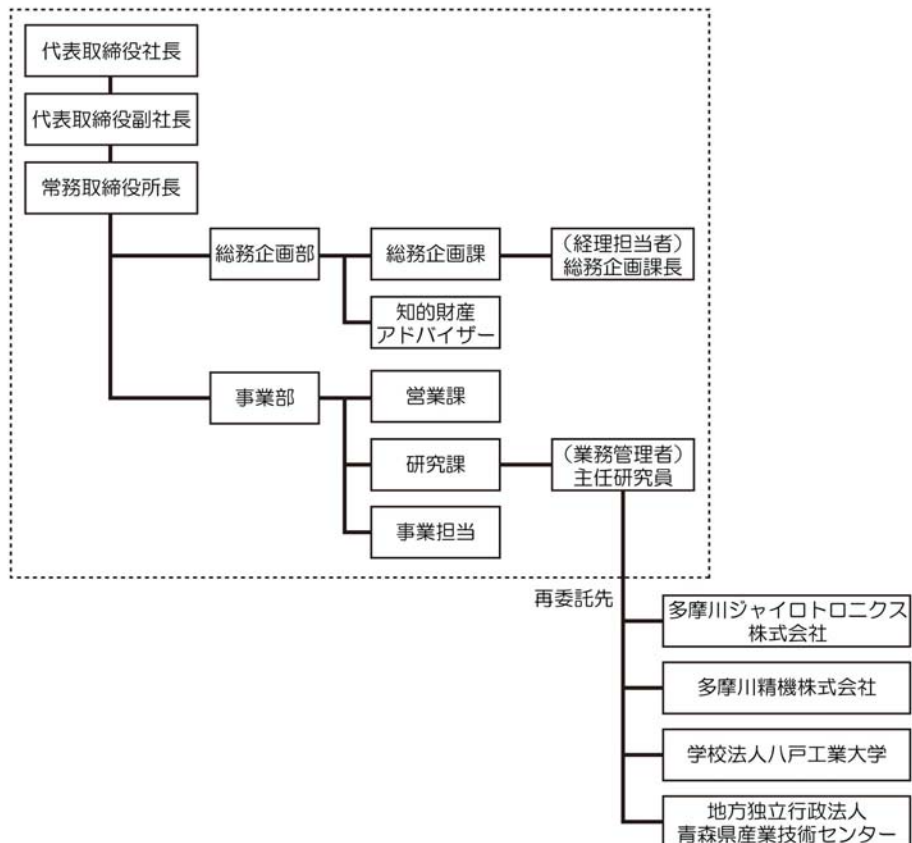 代表取締役社長
代表取締役副社長
常務取締役所長
総務企画部
総務企画課
（経理担当者）
総務企画課長
知的財産
アドバイザー
事業部
営業課
研究課
（業務管理者）
主任研究員
事業担当
再委託先
多摩川ジャイロトロニクス
株式会社
多摩川精機株式会社
学校法人八戸工業大学
地方独立行政法人
青森県産業技術センター